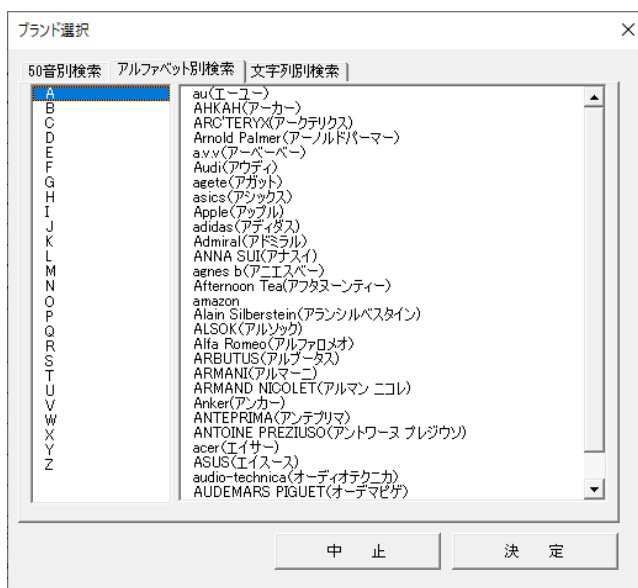 ブランド選択
50音別検索 アルファベット別検索 文字列別検索
A
B
C
D
E
F
G
H
I
J
K
L
M
N
O
P
Q
R
S
T
U
V
W
X
Y
Z
au(エーユー)
AHKAH(アーカー)
ARC'TERYX(アークテリクス)
Arnold Palmer(アーノルドパーマー)
a.v.v(アーベーベー)
Audi(アウディ)
agete(アガット)
asics(アシックス)
Apple(アップル)
adidas(アディダス)
Admiral(アドミラル)
ANNA SUI(アナスイ)
agnes b(アニエスベー)
Afternoon Tea(アフタヌーンティー)
amazon
Alain Silberstein(アランシルベスタイン)
ALSOK(アルソック)
Alfa Romeo(アルファロメオ)
ARBUTUS(アルブータス)
ARMANI(アルマーニ)
ARMAND NICOLET(アルマン ニコレ)
Anker(アンカー)
ANTEPRIMA(アンテプリマ)
ANTOINE PREZIUSO(アントワーヌ プレジウソ)
acer(エイサー)
ASUS(エイスース)
audio-technica(オーディオテクニカ)
AUDEMARS PIGUET(オーデマピゲ)
中 止
決 定